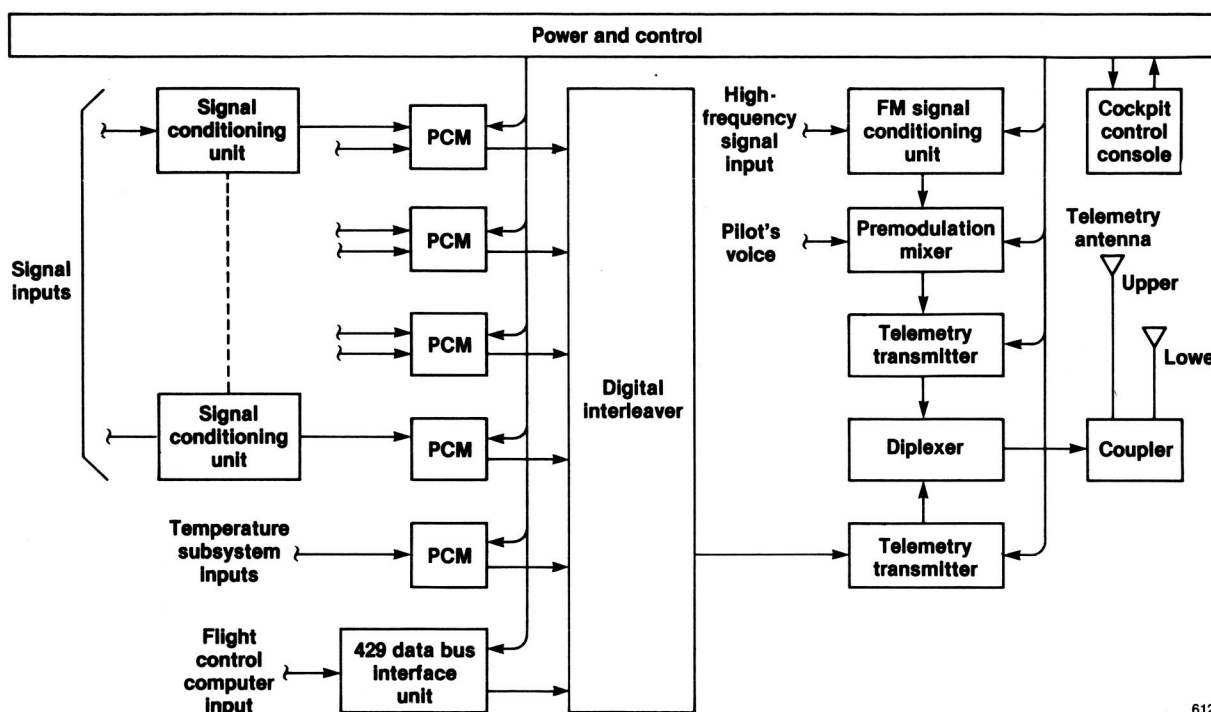 Power and control
Signal
inputs
Signal
conditioning
unit
Signal
conditioning
unit
PCM
PCM
PCM
PCM
Temperature
subsystem
inputs
PCM
Flight
control
computer
input
429 data bus
interface
unit
Digital
interleaver
High-
frequency
signal
input
FM signal
conditioning
unit
Pilot's
voice
Premodulation
mixer
Telemetry
transmitter
Diplexer
Telemetry
transmitter
Cockpit
control
console
Telemetry
antenna
Upper
Lowe
Coupler
612